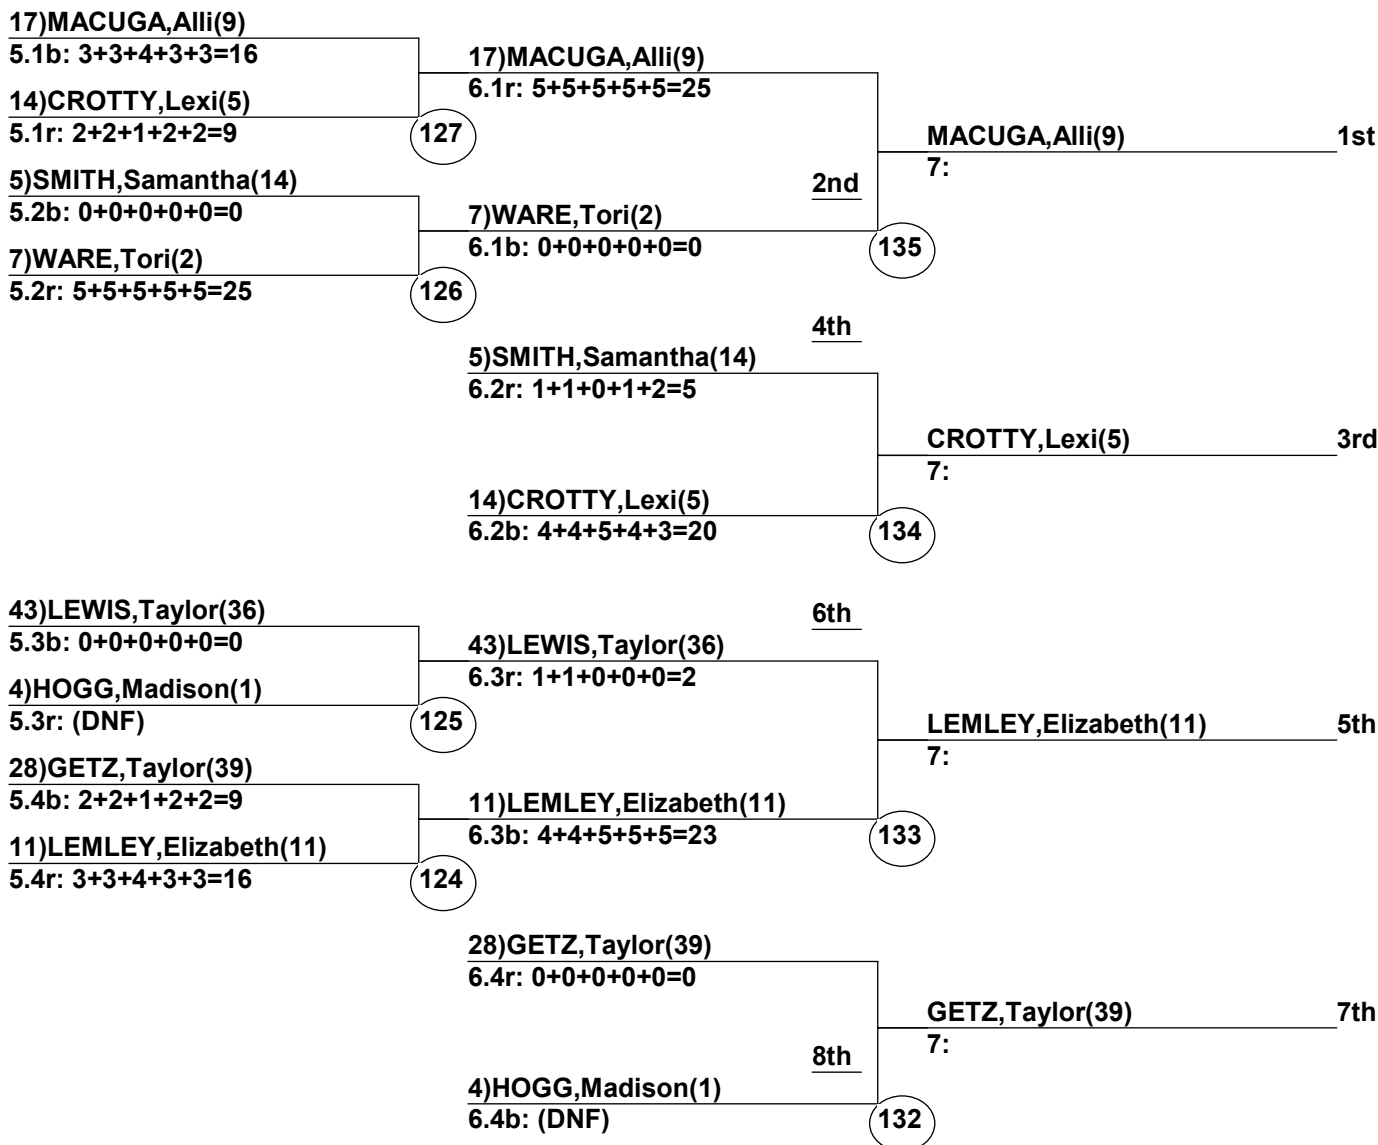 17)MACUGA,Alli(9)
5.1b: 3+3+4+3+3=16
17)MACUGA,Alli(9)
6.1r: 5+5+5+5+5=25
14)CROTTY,Lexi(5)
5.1r: 2+2+1+2+2=9
127
MACUGA,Alli(9)
1st
7:
5)SMITH,Samantha(14)
5.2b: 0+0+0+0+0=0
2nd
7)WARE,Tori(2)
6.1b: 0+0+0+0+0=0
135
7)WARE,Tori(2)
5.2r: 5+5+5+5+5=25
126
4th
5)SMITH,Samantha(14)
6.2r: 1+1+0+1+2=5
CROTTY,Lexi(5)
3rd
7:
14)CROTTY,Lexi(5)
6.2b: 4+4+5+4+3=20
134
43)LEWIS,Taylor(36)
5.3b: 0+0+0+0+0=0
6th
43)LEWIS,Taylor(36)
6.3r: 1+1+0+0+0=2
4)HOGG,Madison(1)
5.3r: (DNF)
125
LEMLEY,Elizabeth(11)
5th
7:
28)GETZ,Taylor(39)
5.4b: 2+2+1+2+2=9
11)LEMLEY,Elizabeth(11)
6.3b: 4+4+5+5+5=23
133
11)LEMLEY,Elizabeth(11)
5.4r: 3+3+4+3+3=16
124
28)GETZ,Taylor(39)
6.4r: 0+0+0+0+0=0
GETZ,Taylor(39)
7th
7:
8th
4)HOGG,Madison(1)
6.4b: (DNF)
132